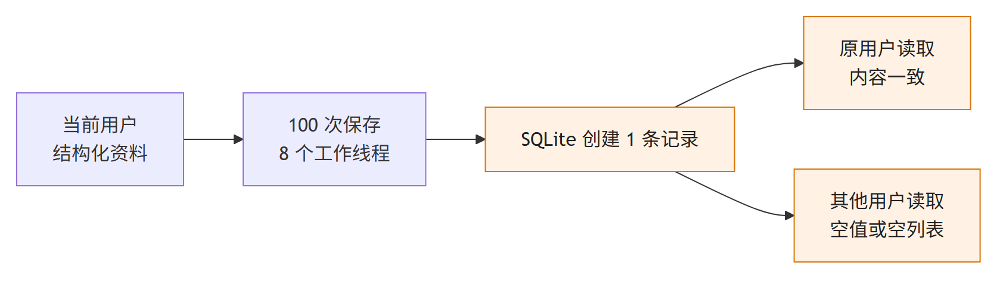 当前用户
结构化资料
100 次保存
8 个工作线程
SQLite 创建 1 条记录
原用户读取
内容一致
其他用户读取
空值或空列表